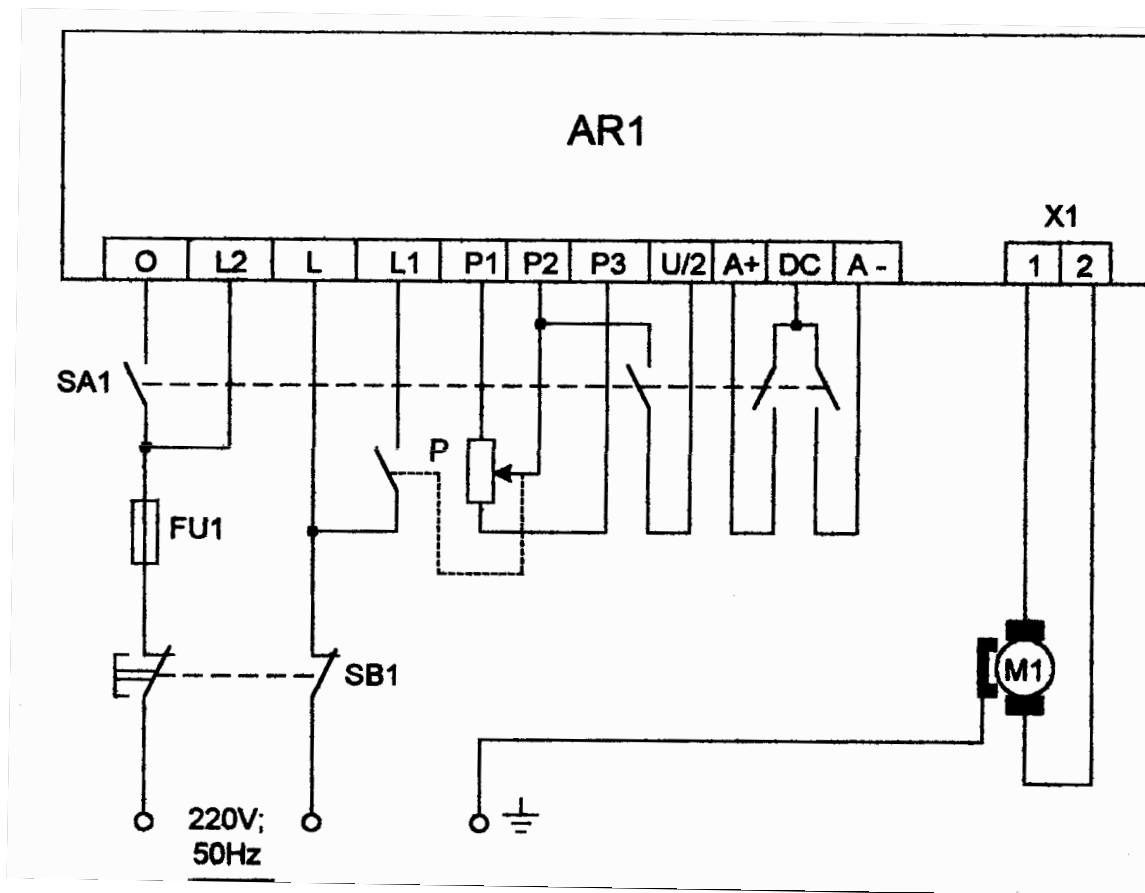 AR1
X1
O L2 L L1 P1 P2 P3 U/2 A+ DC A - 1 2
SA1
P
FU1
SB1
M1
220V;
50Hz